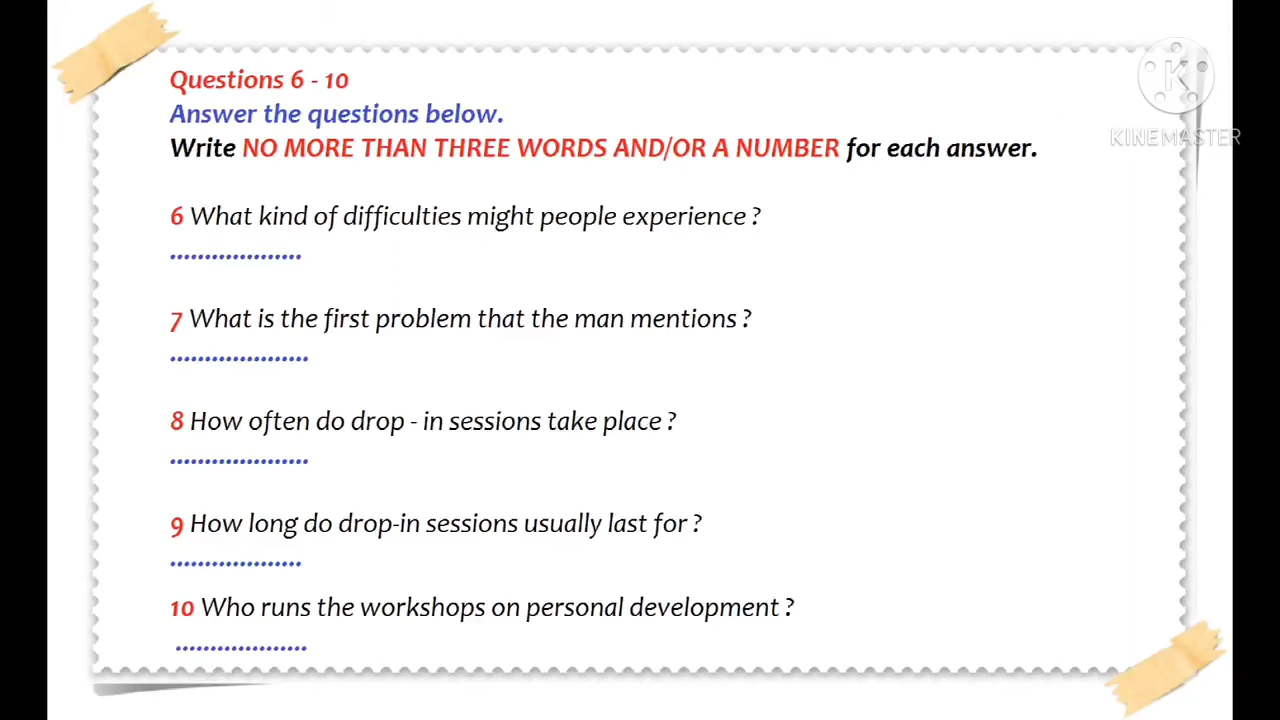 Questions 6 - 10
Answer the questions below.
Write NO MORE THAN THREE WORDS AND/OR A NUMBER for each answer.
6 What kind of difficulties might people experience ?
...................
7 What is the first problem that the man mentions ?
....................
8 How often do drop - in sessions take place ?
....................
9 How long do drop-in sessions usually last for ?
...................
10 Who runs the workshops on personal development ?
...................
K
KINEMASTER